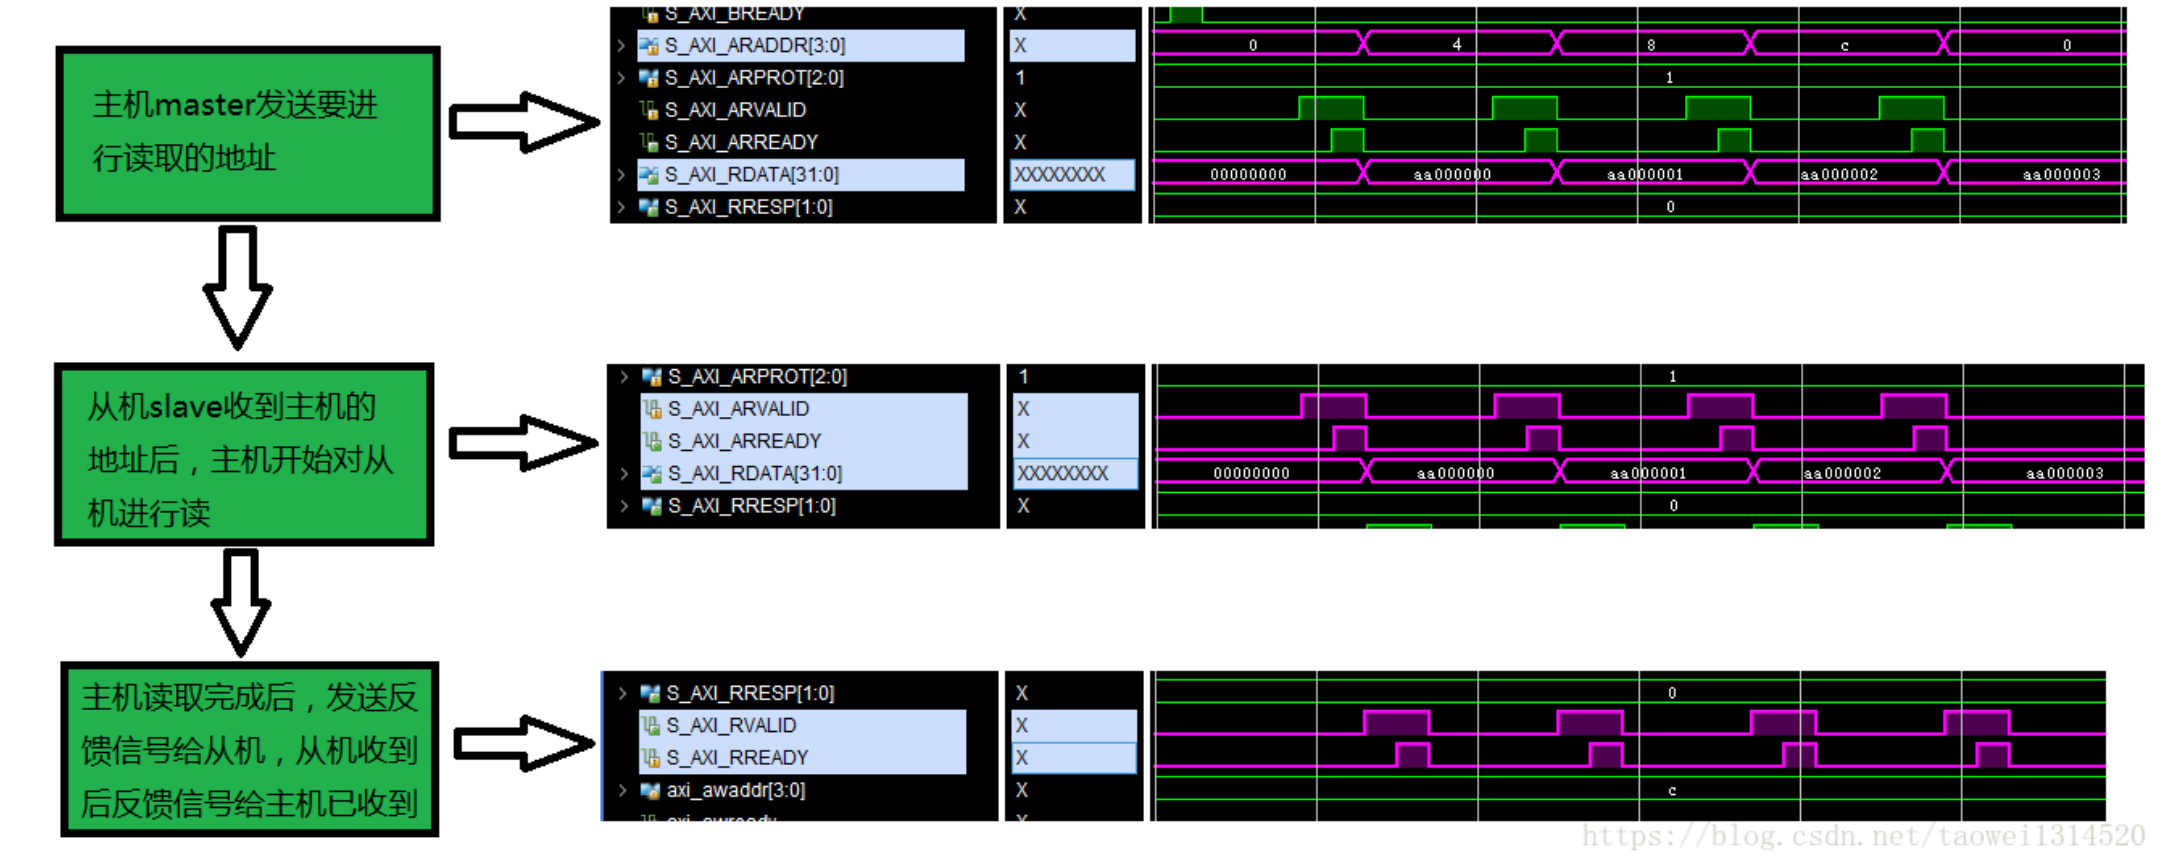 主机master发送要进
行读取的地址
S_AXI_BREADY X
S_AXI_ARADDR[3:0] X 0 4 8 c 0
S_AXI_ARPROT[2:0] 1 1
S_AXI_ARVALID X
S_AXI_ARREADY X
S_AXI_RDATA[31:0] XXXXXXXX 00000000 aa000000 aa000001 aa000002 aa000003
S_AXI_RRESP[1:0] X 0
从机slave收到主机的
地址后，主机开始对从
机进行读
S_AXI_ARPROT[2:0] 1 1
S_AXI_ARVALID X
S_AXI_ARREADY X
S_AXI_RDATA[31:0] XXXXXXXX 00000000 aa000000 aa000001 aa000002 aa000003
S_AXI_RRESP[1:0] X 0
主机读取完成后，发送反
馈信号给从机，从机收到
后反馈信号给主机已收到
S_AXI_RRESP[1:0] X 0
S_AXI_RVALID X
S_AXI_RREADY X
axi_awaddr[3:0] X c
https://blog.csdn.net/taowei1314520